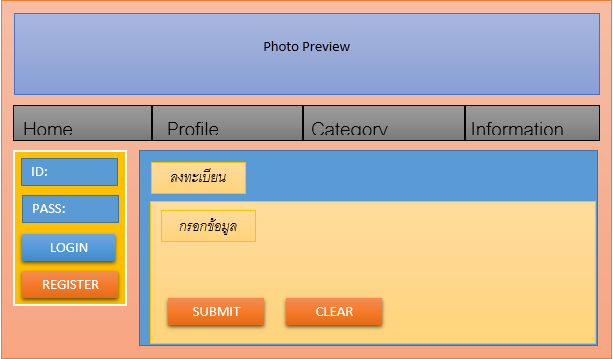 Photo Preview
Home Profile Category Information
ID:
ลงทะเบียน
PASS:
กรอกข้อมูล
LOGIN
REGISTER
SUBMIT CLEAR